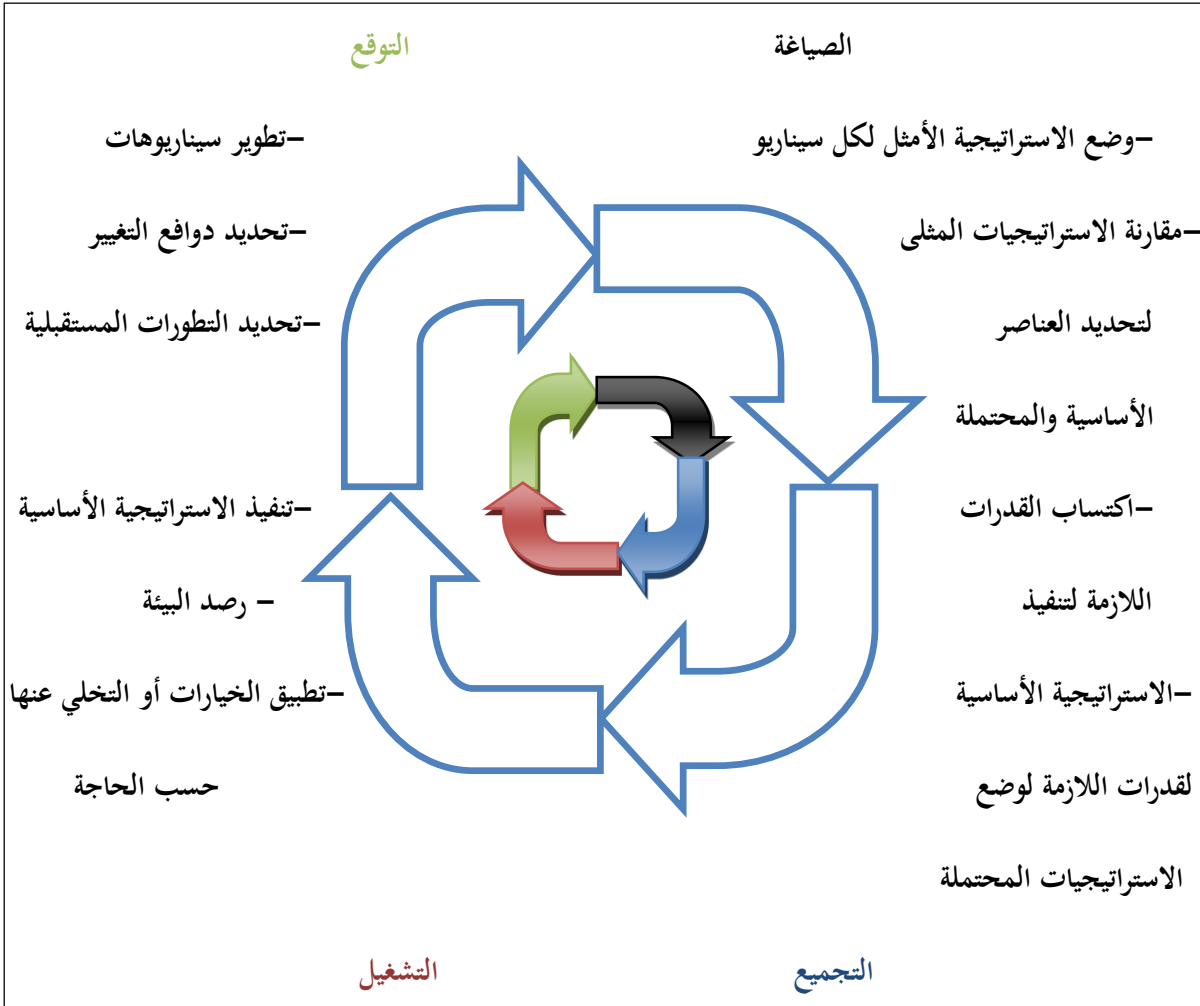 الصياغة
–وضع الاستراتيجية الأمثل لكل سيناريو
–مقارنة الاستراتيجيات المثلى
لتحديد العناصر
الأساسية والمحتملة
–اكتساب القدرات
اللازمة لتنفيذ
–الاستراتيجية الأساسية
لقدرات اللازمة لوضع
الاستراتيجيات المحتملة
التجميع
التوقع
–تطوير سيناريوهات
–تحديد دوافع التغيير
–تحديد التطورات المستقبلية
–تنفيذ الاستراتيجية الأساسية
– رصد البيئة
–تطبيق الخيارات أو التخلي عنها
حسب الحاجة
التشغيل